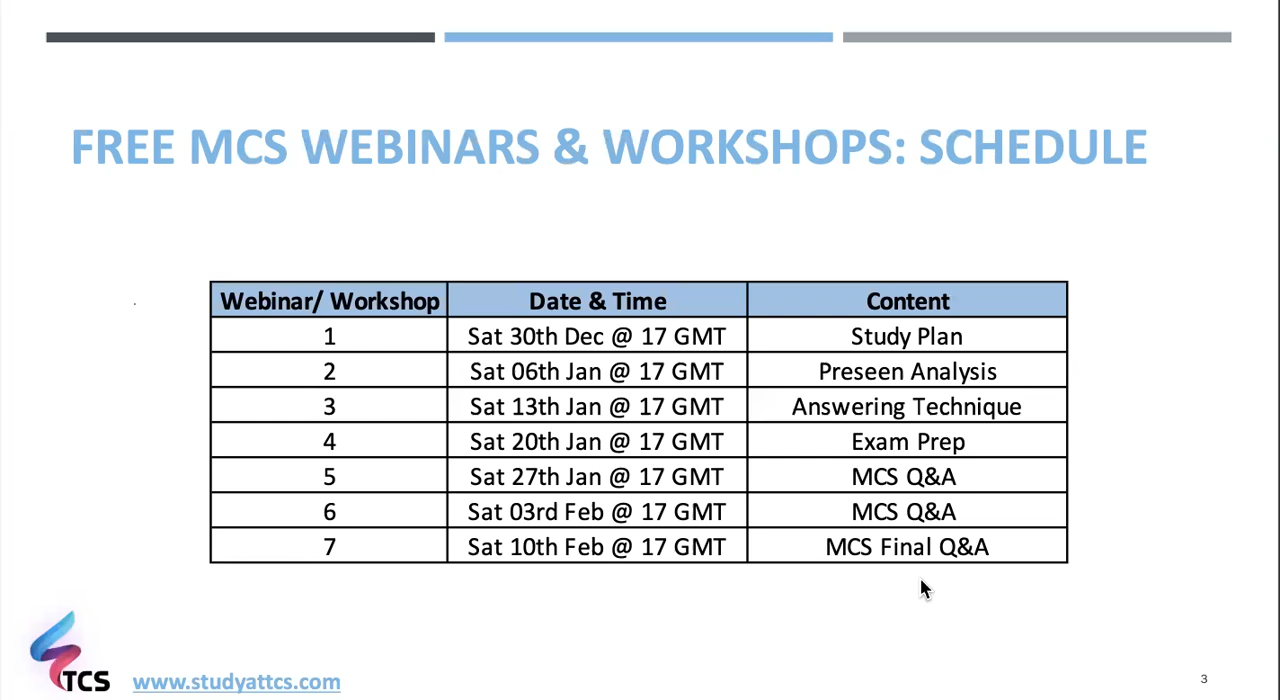 FREE MCS WEBINARS & WORKSHOPS: SCHEDULE
Webinar/ Workshop Date & Time Content
1 Sat 30th Dec @ 17 GMT Study Plan
2 Sat 06th Jan @ 17 GMT Preseen Analysis
3 Sat 13th Jan @ 17 GMT Answering Technique
4 Sat 20th Jan @ 17 GMT Exam Prep
5 Sat 27th Jan @ 17 GMT MCS Q&A
6 Sat 03rd Feb @ 17 GMT MCS Q&A
7 Sat 10th Feb @ 17 GMT MCS Final Q&A
TCS www.studyattcs.com 3